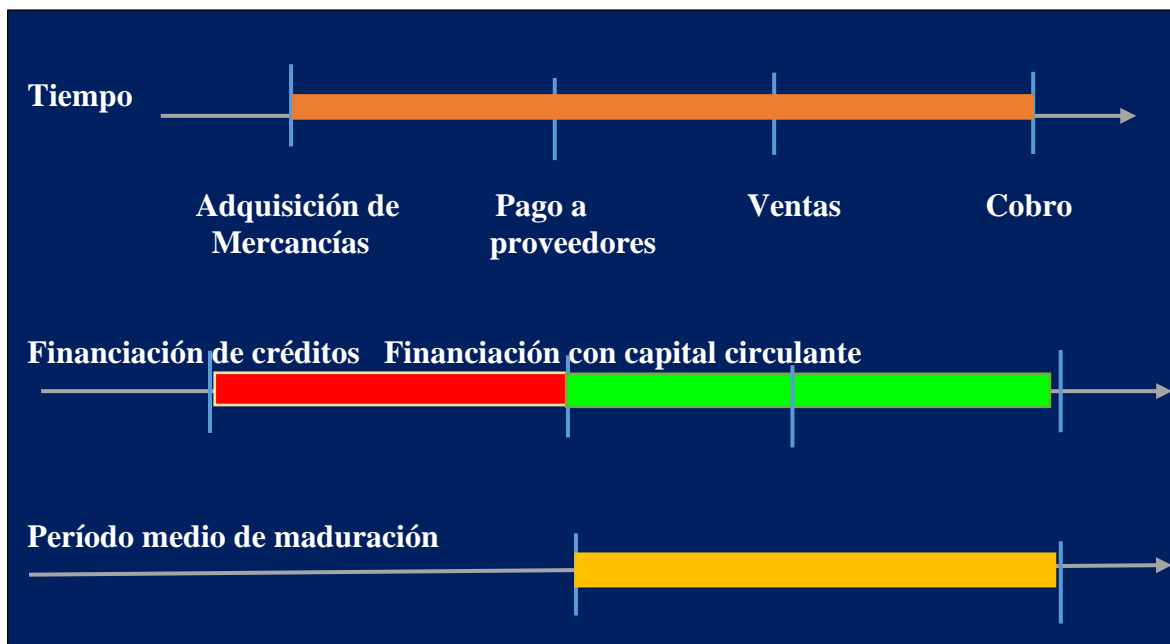 Tiempo
Adquisición de Pago a Ventas Cobro
Mercancías proveedores
Financiación de créditos Financiación con capital circulante
Período medio de maduración